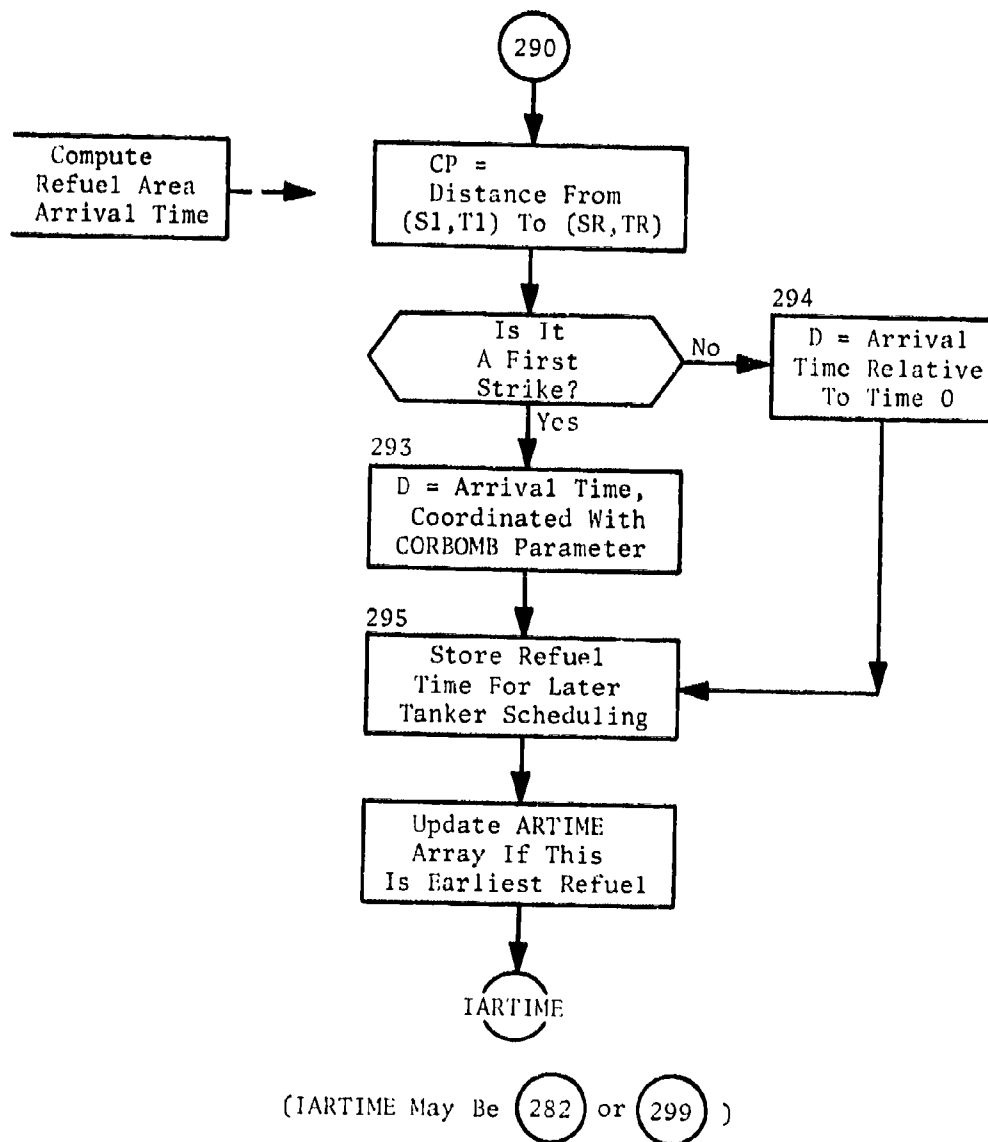 290
Compute
Refuel Area
Arrival Time
CP =
Distance From
(S1,T1) To (SR,TR)
Is It
A First
Strike?
No
Yes
294
D = Arrival
Time Relative
To Time 0
293
D = Arrival Time,
Coordinated With
CORBOMB Parameter
295
Store Refuel
Time For Later
Tanker Scheduling
Update ARTIME
Array If This
Is Earliest Refuel
IARTIME
(IARTIME May Be 282 or 299 )